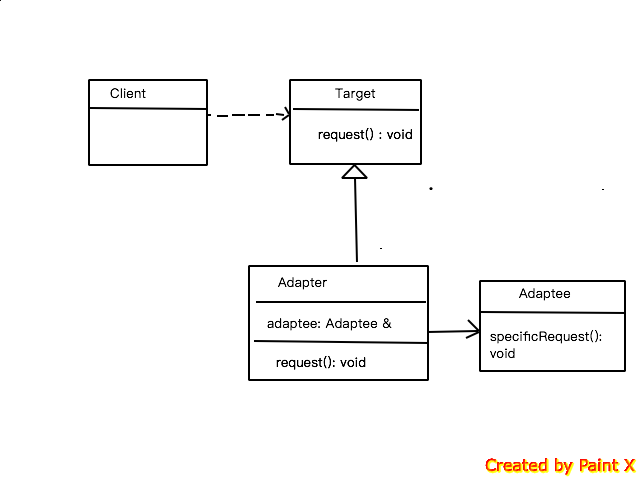 Client
Target
request() : void
Adapter
adaptee: Adaptee &
request(): void
Adaptee
specificRequest():
void
Created by Paint X